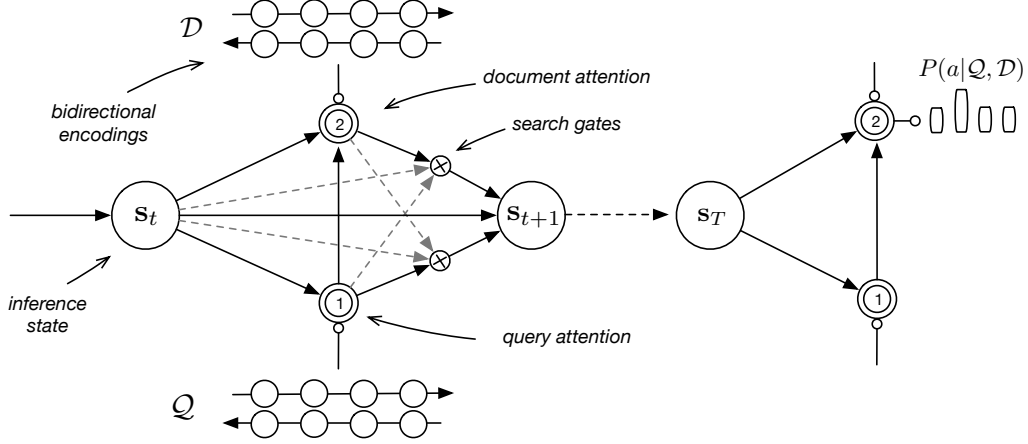 𝒟
document attention
P(a|𝒬, 𝒟)
bidirectional
encodings
search gates
2
2
×
s_t
s_{t+1}
s_T
×
inference
state
1
1
query attention
𝒬